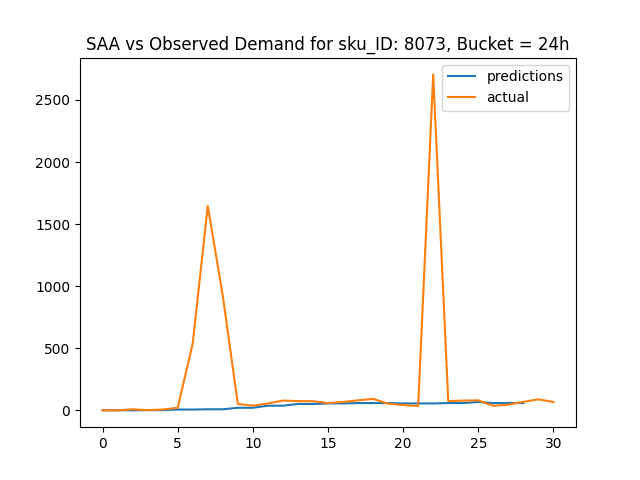 SAA vs Observed Demand for sku_ID: 8073, Bucket = 24h
predictions
actual
2500
2000
1500
1000
500
0
0 5 10 15 20 25 30